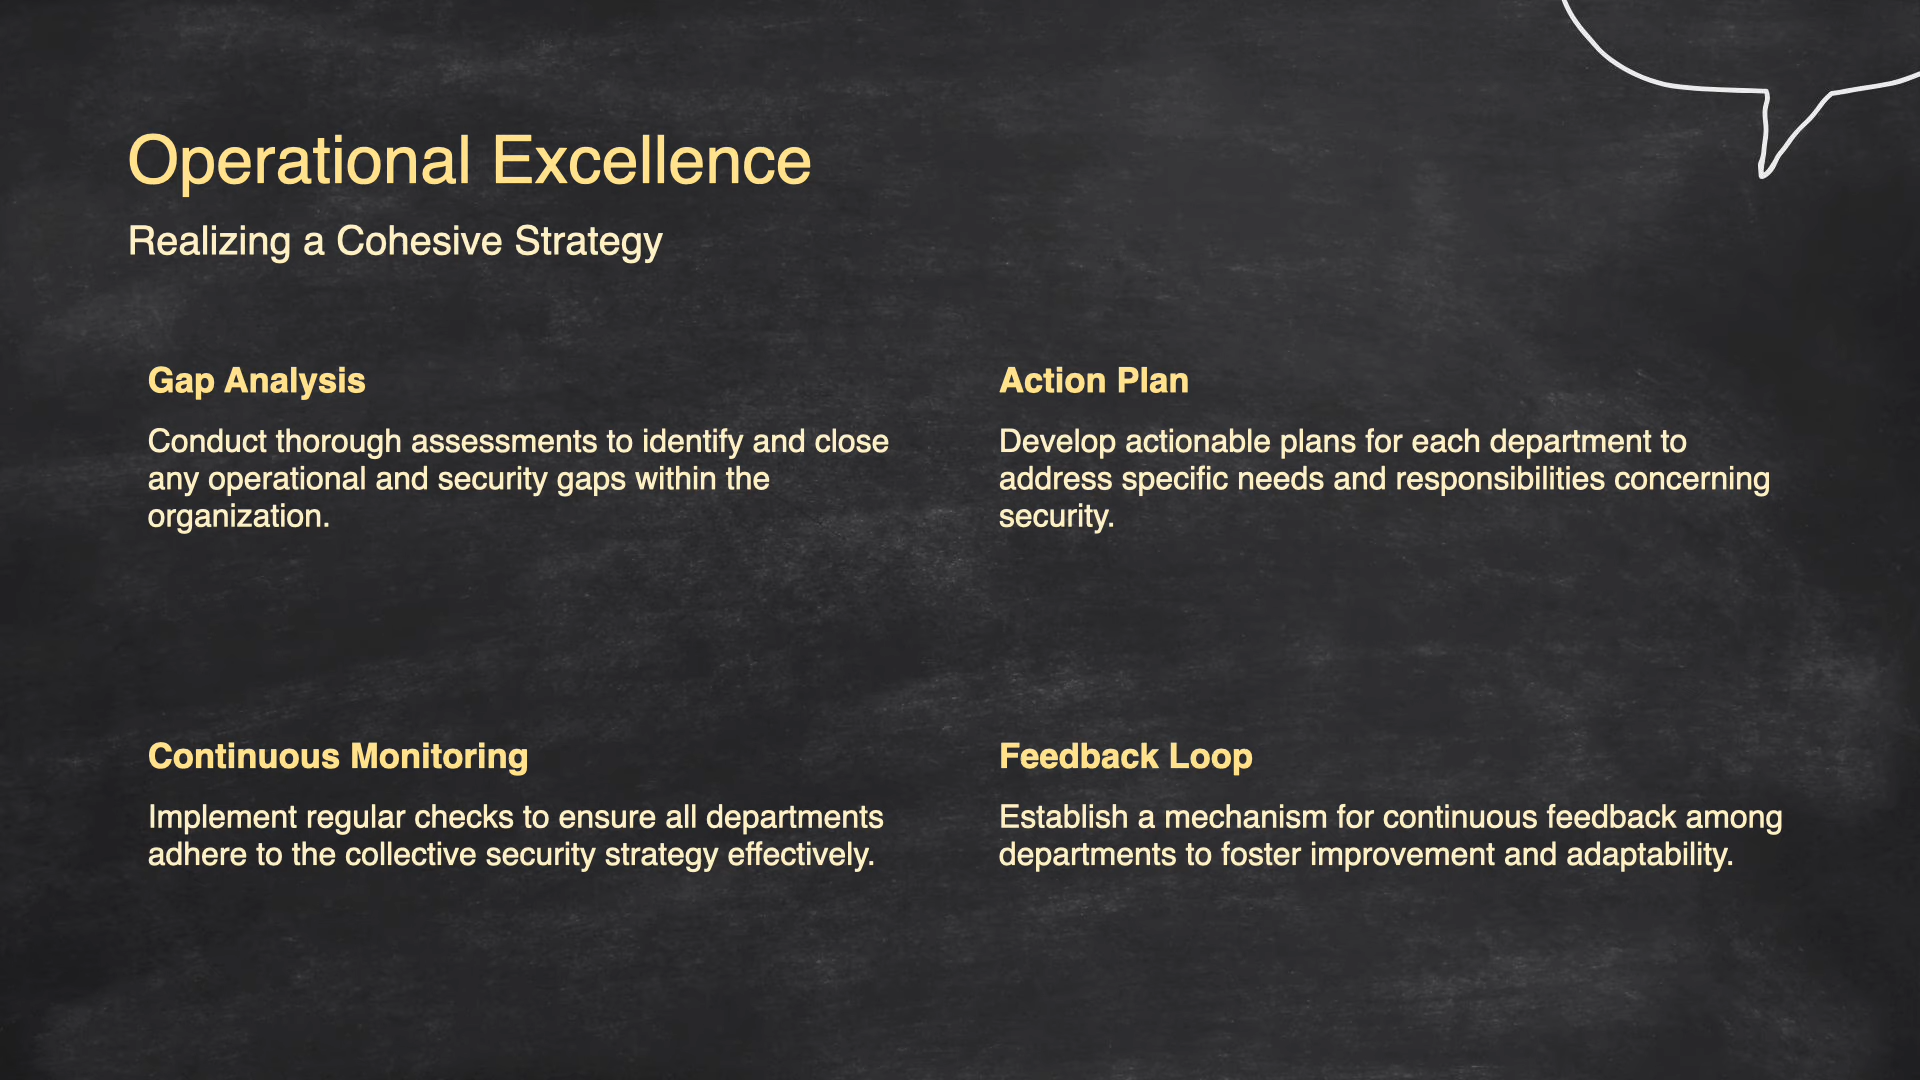 Operational Excellence
Realizing a Cohesive Strategy
Gap Analysis
Conduct thorough assessments to identify and close
any operational and security gaps within the
organization.
Action Plan
Develop actionable plans for each department to
address specific needs and responsibilities concerning
security.
Continuous Monitoring
Implement regular checks to ensure all departments
adhere to the collective security strategy effectively.
Feedback Loop
Establish a mechanism for continuous feedback among
departments to foster improvement and adaptability.